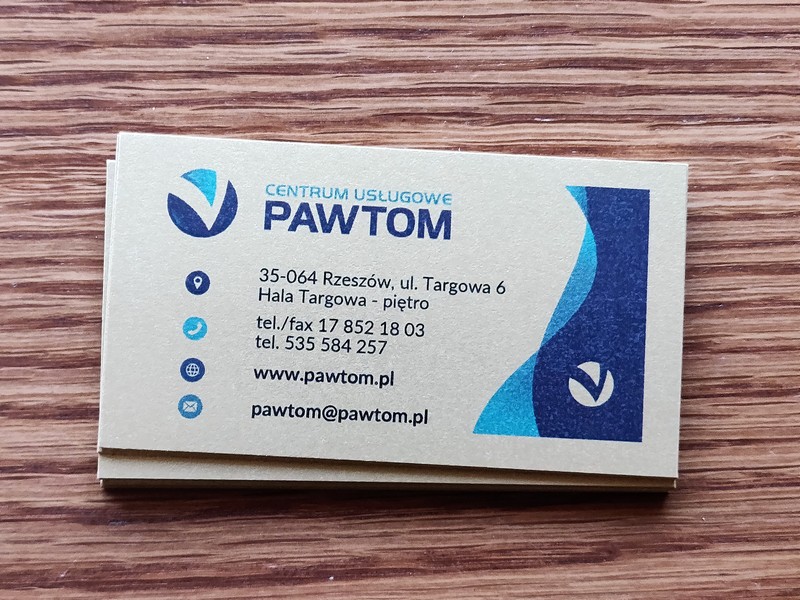 CENTRUM USŁUGOWE
PAWTOM
35-064 Rzeszów, ul. Targowa 6
Hala Targowa - piętro
tel./fax 17 852 18 03
tel. 535 584 257
www.pawtom.pl
pawtom@pawtom.pl